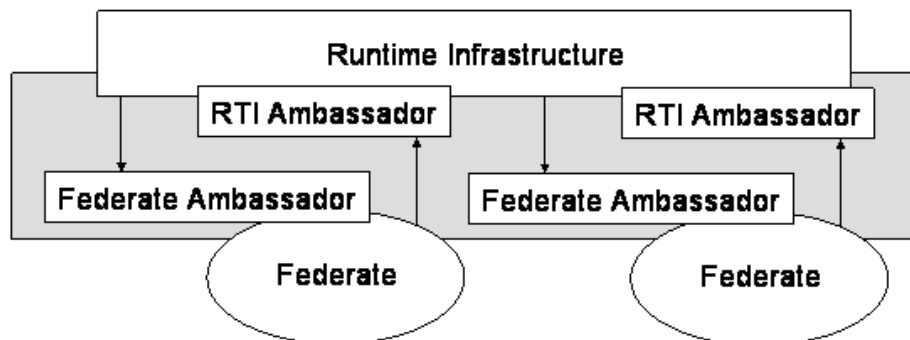 Runtime Infrastructure
RTI Ambassador
RTI Ambassador
Federate Ambassador
Federate Ambassador
Federate
Federate